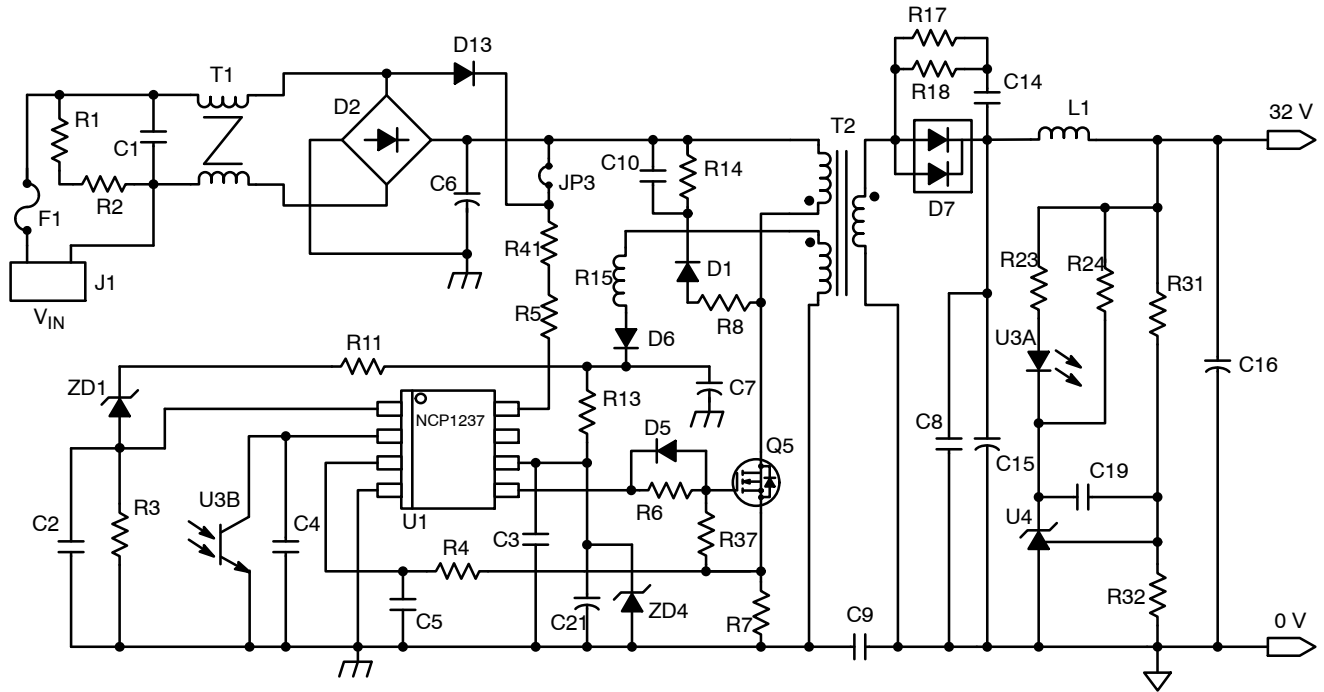 R17
D13
T1
R18
C14
D2
L1
32 V
R1
C1
T2
C10
R14
C6
JP3
R2
F1
D7
R41
D1
R15
R23
R24
R31
J1
VIN
R5
R8
D6
U3A
R11
C7
C16
ZD1
R13
NCP1237
D5
C8
Q5
C15
C19
U3B
R6
U4
C2
R3
C4
U1
C3
R37
R4
R32
C5
C21
ZD4
R7
C9
0 V